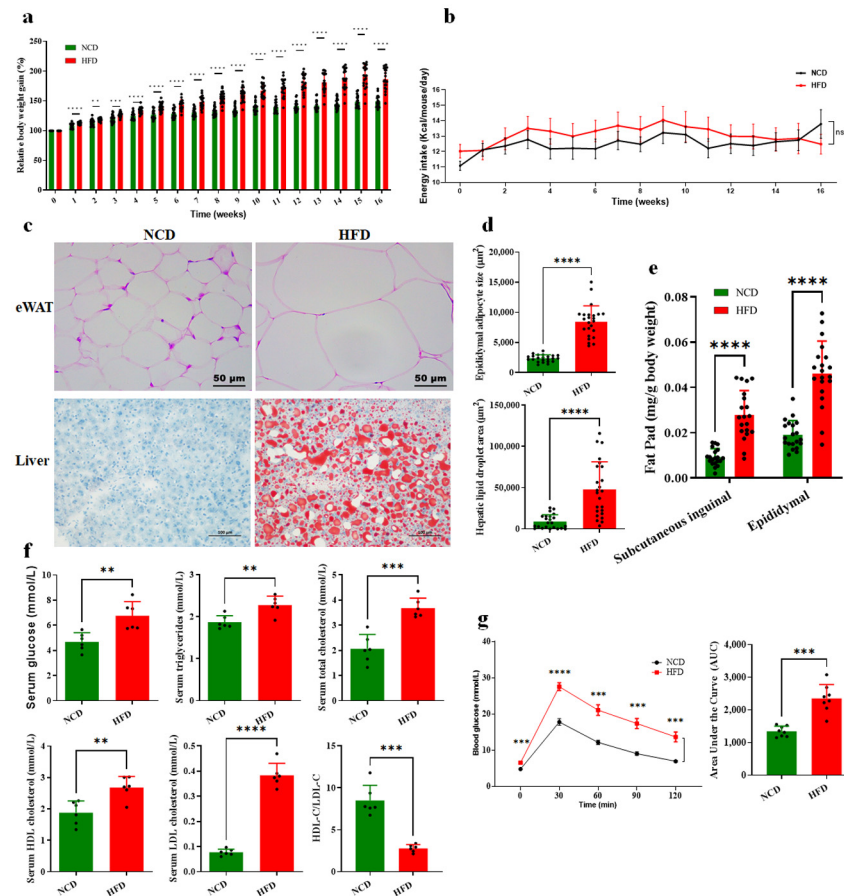 a
Relative body weight gain (%)
250
200
150
100
50
0
NCD
HFD
**** ** *** **** **** **** **** **** **** **** **** **** **** **** **** ****
0 1 2 3 4 5 6 7 8 9 10 11 12 13 14 15 16
Time (weeks)
b
Energy intake (Kcal/mouse/day)
16
15
14
13
12
11
10
NCD
HFD
ns
0 2 4 6 8 10 12 14 16
Time (weeks)
c
NCD HFD
eWAT
50 µm 50 µm
Liver
d
Epididymal adipocyte size (µm²)
20,000
15,000
10,000
5,000
0
****
NCD HFD
Hepatic lipid droplet area (µm²)
150,000
100,000
50,000
0
****
NCD HFD
e
Fat Pad (mg/g body weight)
0.08
0.06
0.04
0.02
0.00
NCD
HFD
****
****
Subcutaneous inguinal Epididymal
f
Serum glucose (mmol/L)
10
8
6
4
2
0
**
NCD HFD
Serum triglycerides (mmol/L)
3
2
1
0
**
NCD HFD
Serum total cholesterol (mmol/L)
5
4
3
2
1
0
***
NCD HFD
Serum HDL cholesterol (mmol/L)
4
3
2
1
0
**
NCD HFD
Serum LDL cholesterol (mmol/L)
0.5
0.4
0.3
0.2
0.1
0.0
****
NCD HFD
HDL-C/LDL-C
15
10
5
0
***
NCD HFD
g
Blood glucose (mmol/L)
40
30
20
10
0
NCD
HFD
*** **** *** *** ***
0 30 60 90 120
Time (min)
Area Under the Curve (AUC)
4,000
3,000
2,000
1,000
0
***
NCD HFD